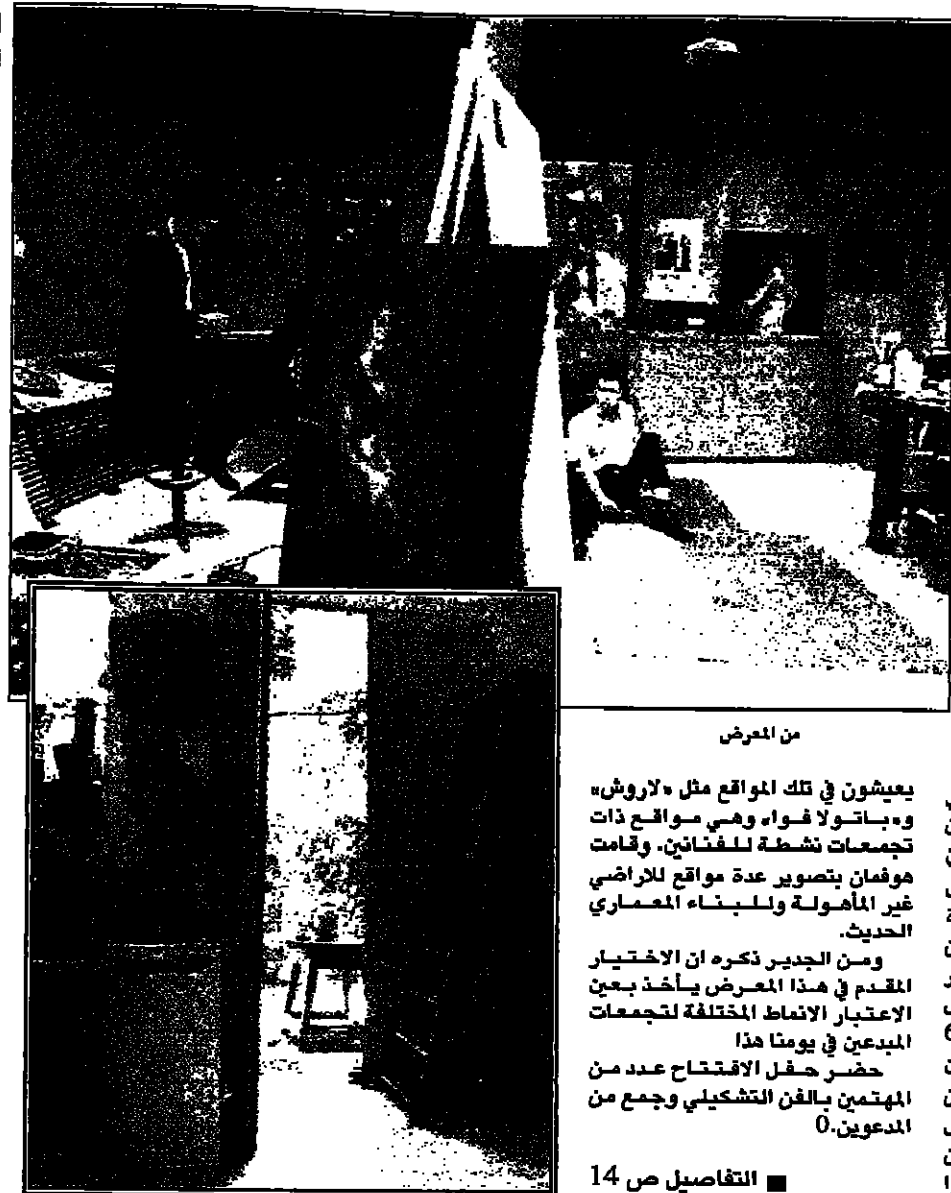 من المعرض
يعيشون في تلك المواقع مثل «لاروش»
و«باتولا فوا» وهي مواقع ذات
تجمعات نشطة للفنانين. وقامت
هوفمان بتصوير عدة مواقع للاراضي
غير المأهولة وللبناء المعماري
الحديث.
ومن الجدير ذكره ان الاختيار
المقدم في هذا المعرض يأخذ بعين
الاعتبار الانماط المختلفة لتجمعات
المبدعين في يومنا هذا
حضر حفل الافتتاح عدد من
المهتمين بالفن التشكيلي وجمع من
المدعوين.0
■ التفاصيل ص 14